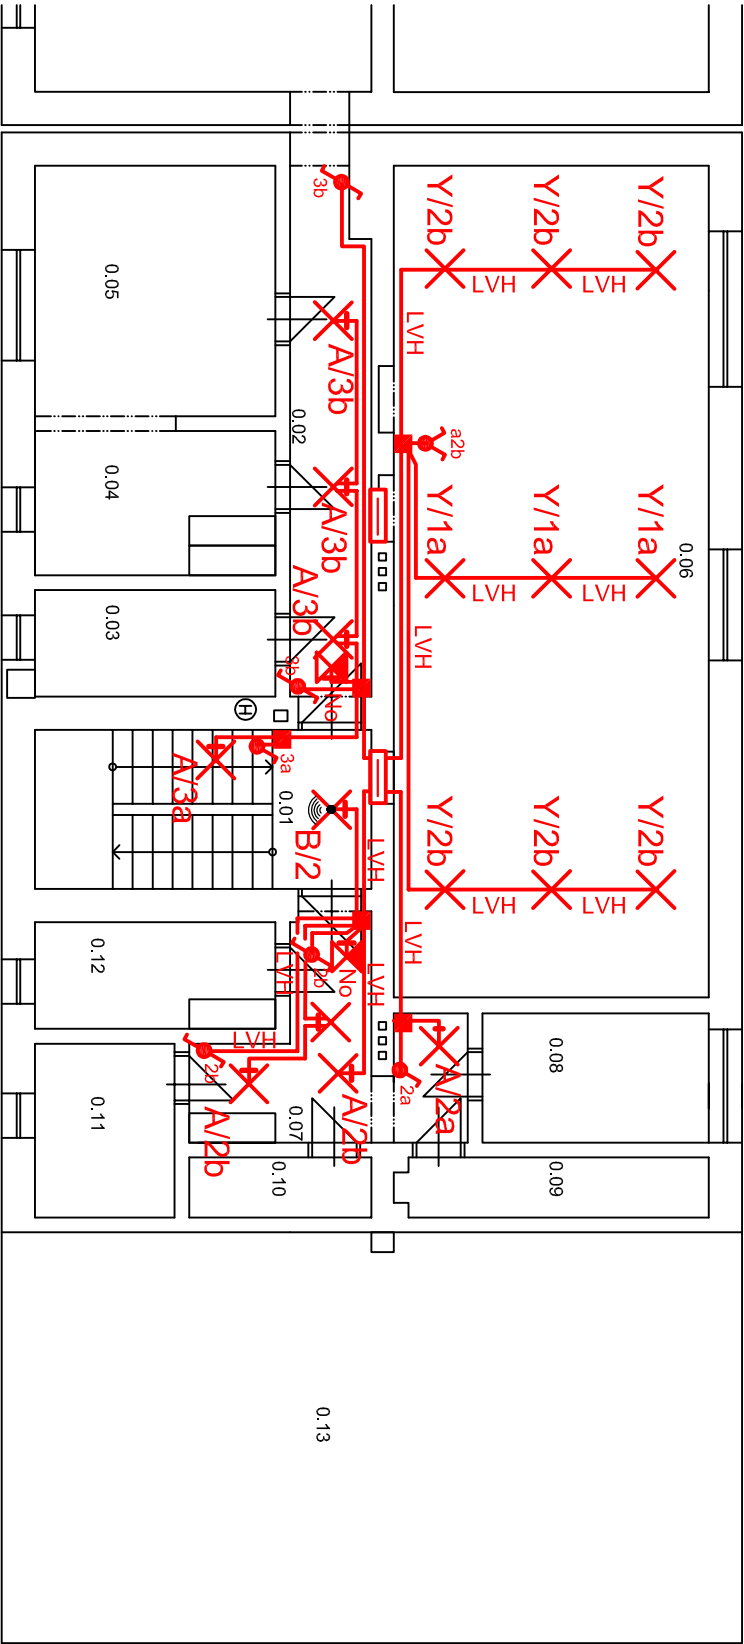 Y/2b
Y/2b
Y/2b
LVH
LVH
3b
0.05
LVH
A/3b
0.02
a2b
0.04
Y/1a
Y/1a
Y/1a
A/3b
0.06
LVH
LVH
A/3b
0.03
LVH
3b
No
H
3a
A/3a
0.01
B/2
LVH
Y/2b
Y/2b
Y/2b
LVH
LVH
LVH
0.12
2b
No
LVH
LVH
LVH
2b
A/2b
A/2b
2a
A/2a
0.08
0.11
0.07
0.10
0.09
0.13